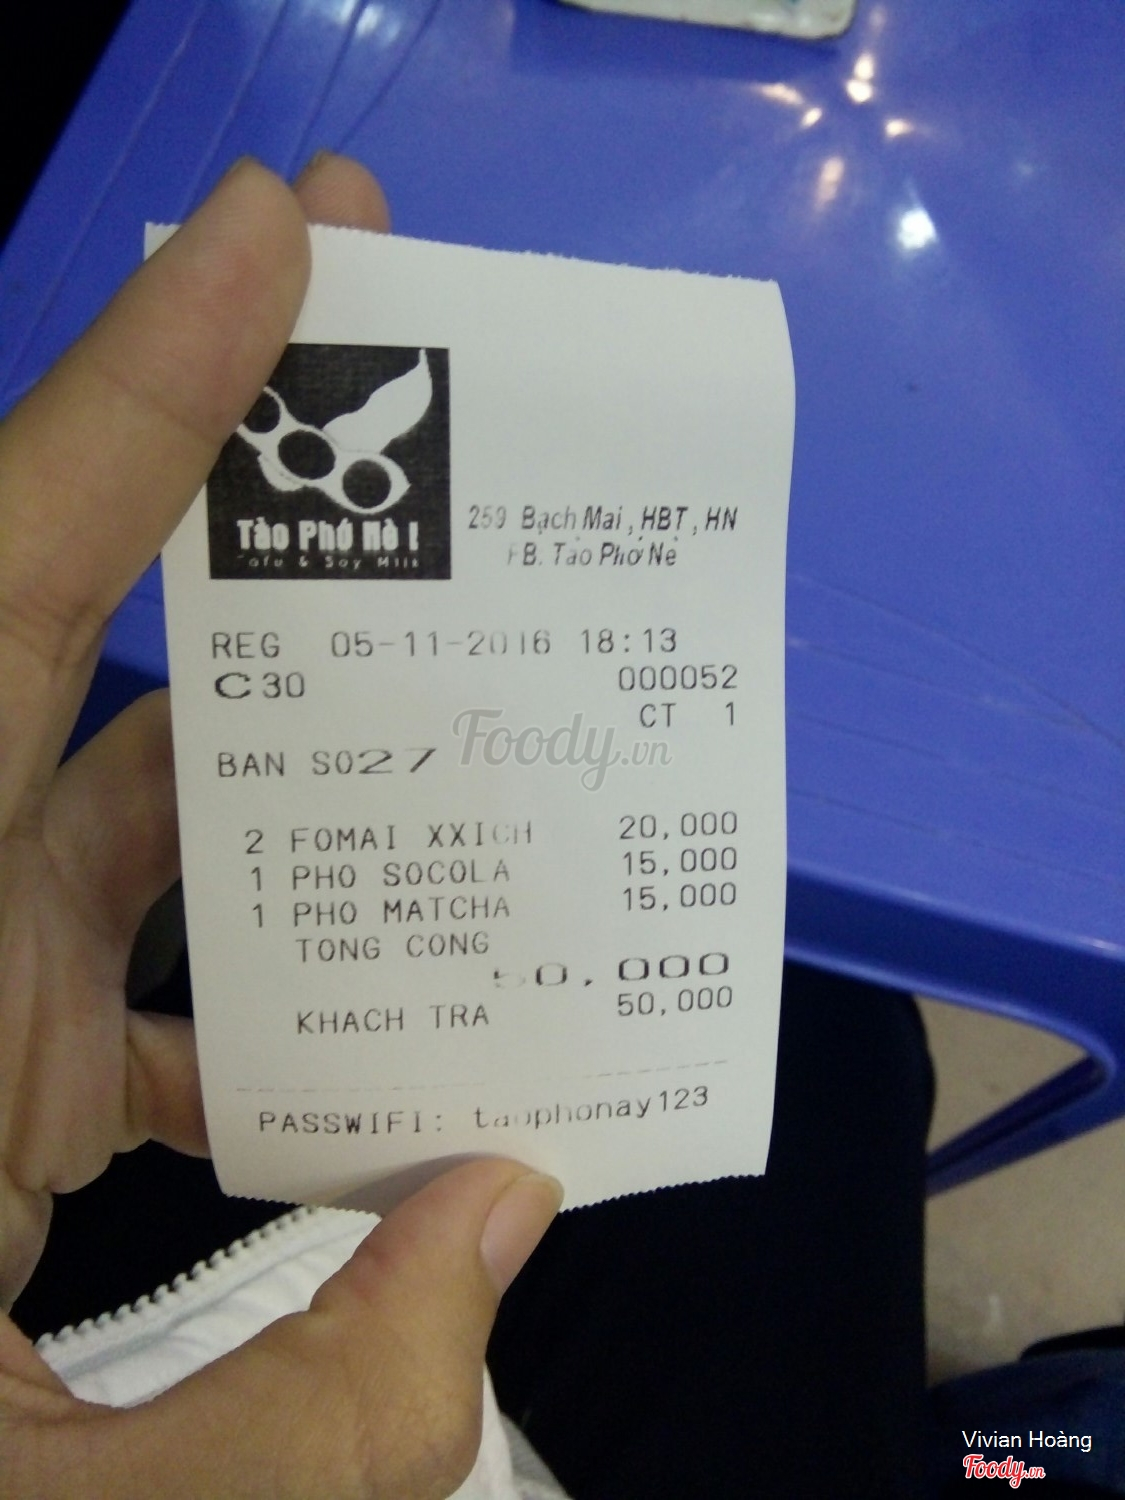 Tào Phớ Nè !
Tofu & Soy Milk
259 Bạch Mai, HBT, HN
FB. Tào Phớ Nè
REG 05-11-2016 18:13
C30 000052
CT 1
BAN SO27
2 FOMAI XXICH 20,000
1 PHO SOCOLA 15,000
1 PHO MATCHA 15,000
TONG CONG
50,000
KHACH TRA 50,000
PASSWIFI: taophonay123
Foody.vn
Vivian Hoàng
Foody.vn